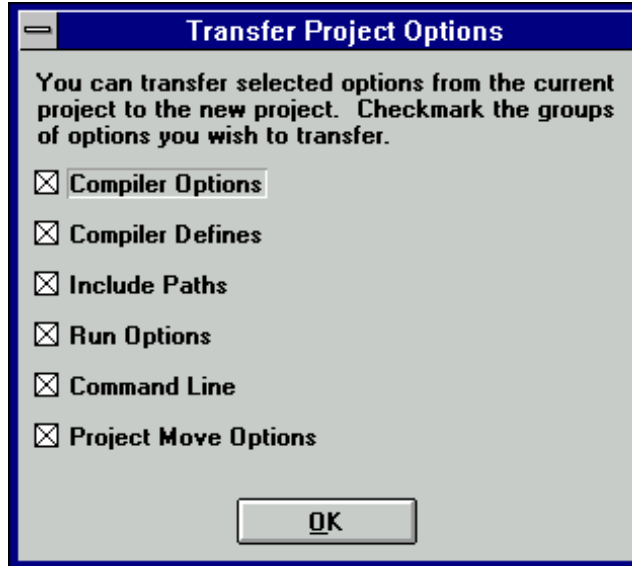 Transfer Project Options
You can transfer selected options from the current
project to the new project.  Checkmark the groups
of options you wish to transfer.
Compiler Options
Compiler Defines
Include Paths
Run Options
Command Line
Project Move Options
OK